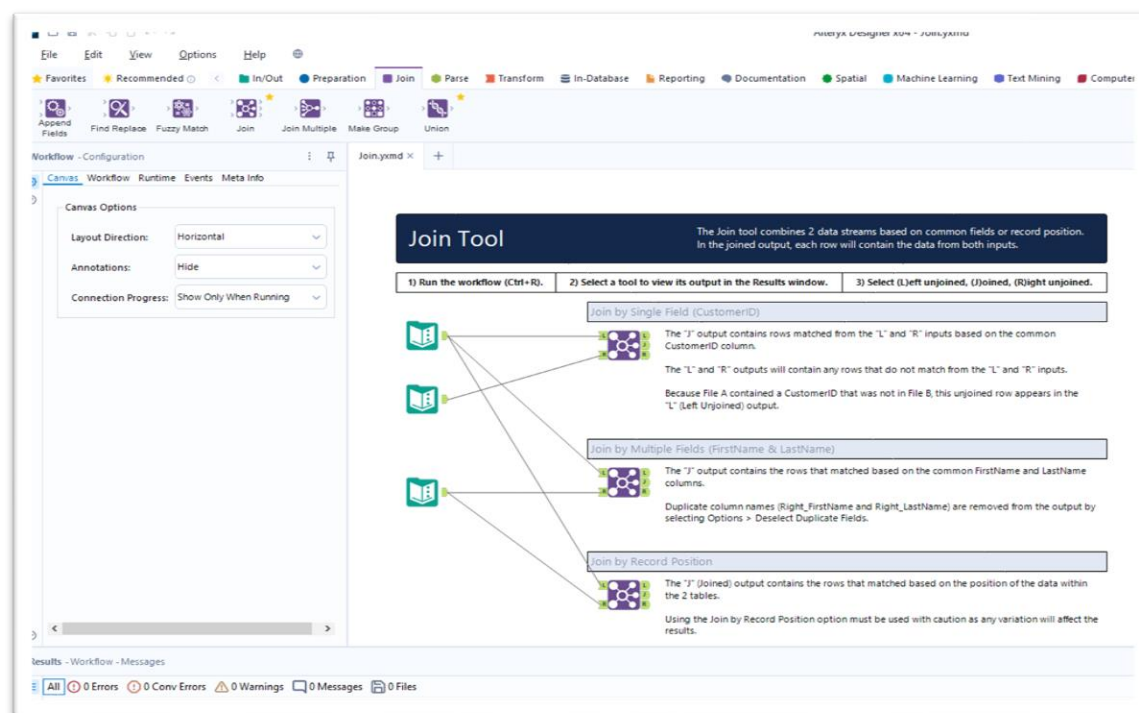 Alteryx Designer x64 - Join.yxmd
File Edit View Options Help
Favorites Recommended In/Out Preparation Join Parse Transform In-Database Reporting Documentation Spatial Machine Learning Text Mining Computer
Append Fields Find Replace Fuzzy Match Join Join Multiple Make Group Union
Workflow - Configuration
Join.yxmd
Canvas Workflow Runtime Events Meta Info
Canvas Options
Layout Direction: Horizontal
Annotations: Hide
Connection Progress: Show Only When Running
Join Tool
The Join tool combines 2 data streams based on common fields or record position.
In the joined output, each row will contain the data from both inputs.
1) Run the workflow (Ctrl+R). 2) Select a tool to view its output in the Results window. 3) Select (L)eft unjoined, (J)oined, (R)ight unjoined.
Join by Single Field (CustomerID)
The "J" output contains rows matched from the "L" and "R" inputs based on the common
CustomerID column.
The "L" and "R" outputs will contain any rows that do not match from the "L" and "R" inputs.
Because File A contained a CustomerID that was not in File B, this unjoined row appears in the
"L" (Left Unjoined) output.
Join by Multiple Fields (FirstName & LastName)
The "J" output contains the rows that matched based on the common FirstName and LastName
columns.
Duplicate column names (Right_FirstName and Right_LastName) are removed from the output by
selecting Options > Deselect Duplicate Fields.
Join by Record Position
The "J" (Joined) output contains the rows that matched based on the position of the data within
the 2 tables.
Using the Join by Record Position option must be used with caution as any variation will affect the
results.
Results - Workflow - Messages
All 0 Errors 0 Conv Errors 0 Warnings 0 Messages 0 Files